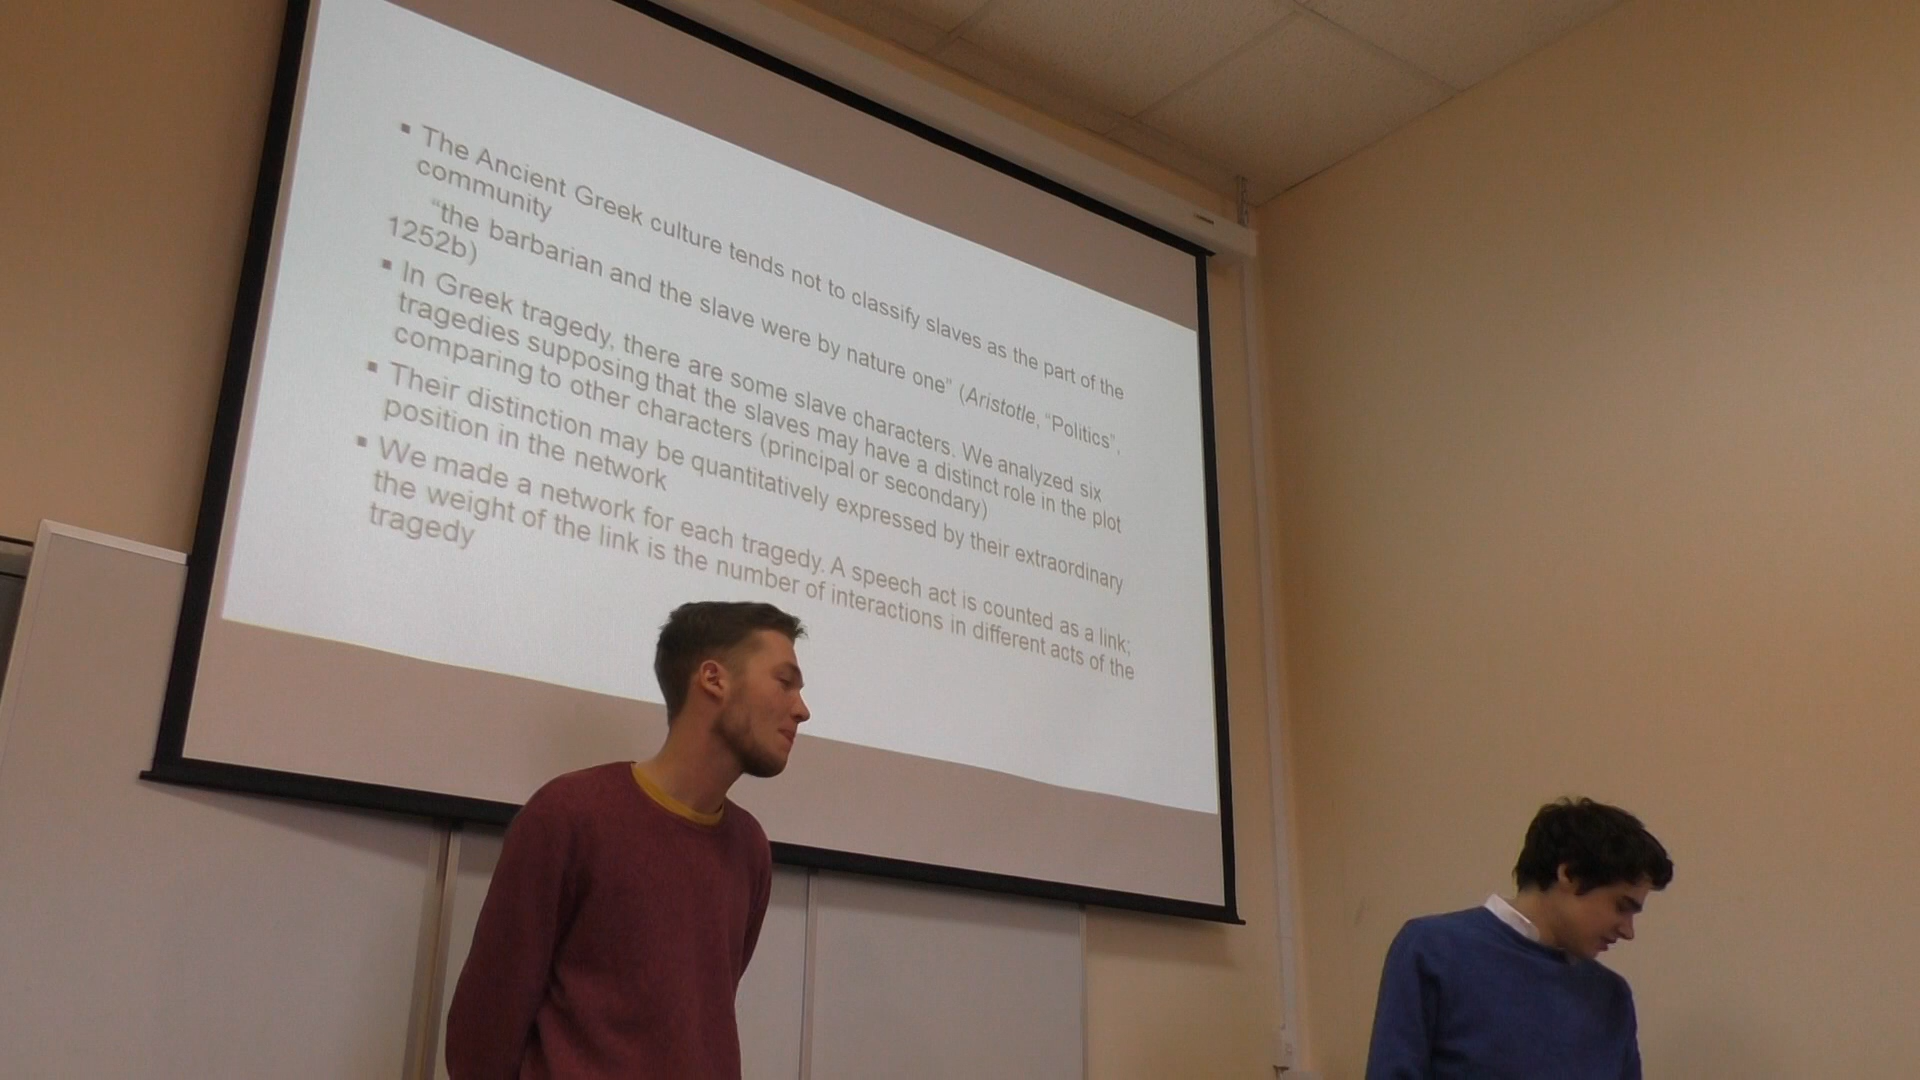 ▪ The Ancient Greek culture tends not to classify slaves as the part of the
community
“the barbarian and the slave were by nature one” (Aristotle, “Politics”,
1252b)
▪ In Greek tragedy, there are some slave characters. We analyzed six
tragedies supposing that the slaves may have a distinct role in the plot
comparing to other characters (principal or secondary)
▪ Their distinction may be quantitatively expressed by their extraordinary
position in the network
▪ We made a network for each tragedy. A speech act is counted as a link;
the weight of the link is the number of interactions in different acts of the
tragedy